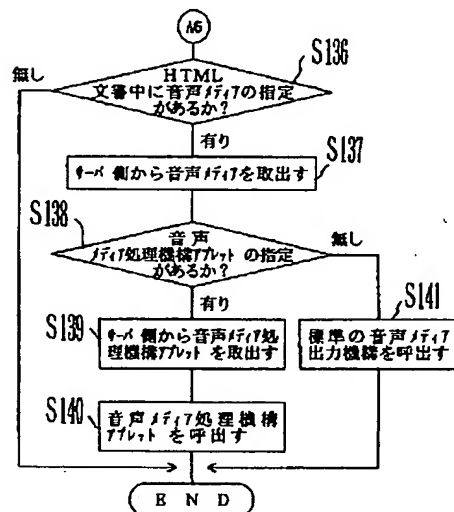 A6
S136
無し
HTML
文書中に音声メディアの指定
があるか?
有り
S137
サーバ側から音声メディアを取出す
S138
音声
メディア処理機構アプレットの指定
があるか?
無し
有り
S139
サーバ側から音声メディア処
理機構アプレットを取出す
S141
標準の音声メディア
出力機構を呼出す
S140
音声メディア処理機構
アプレットを呼出す
END